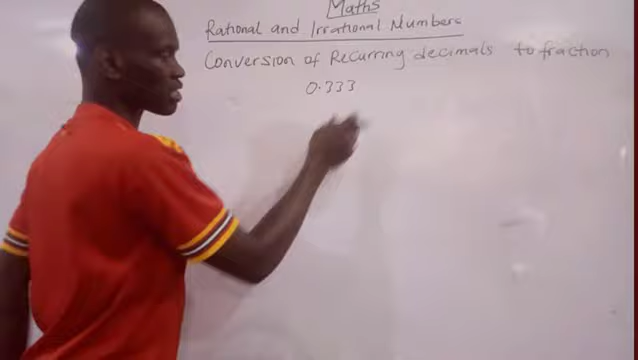 Maths
Rational and Irrational Numbers
Conversion of Recurring decimals to fraction
0.333